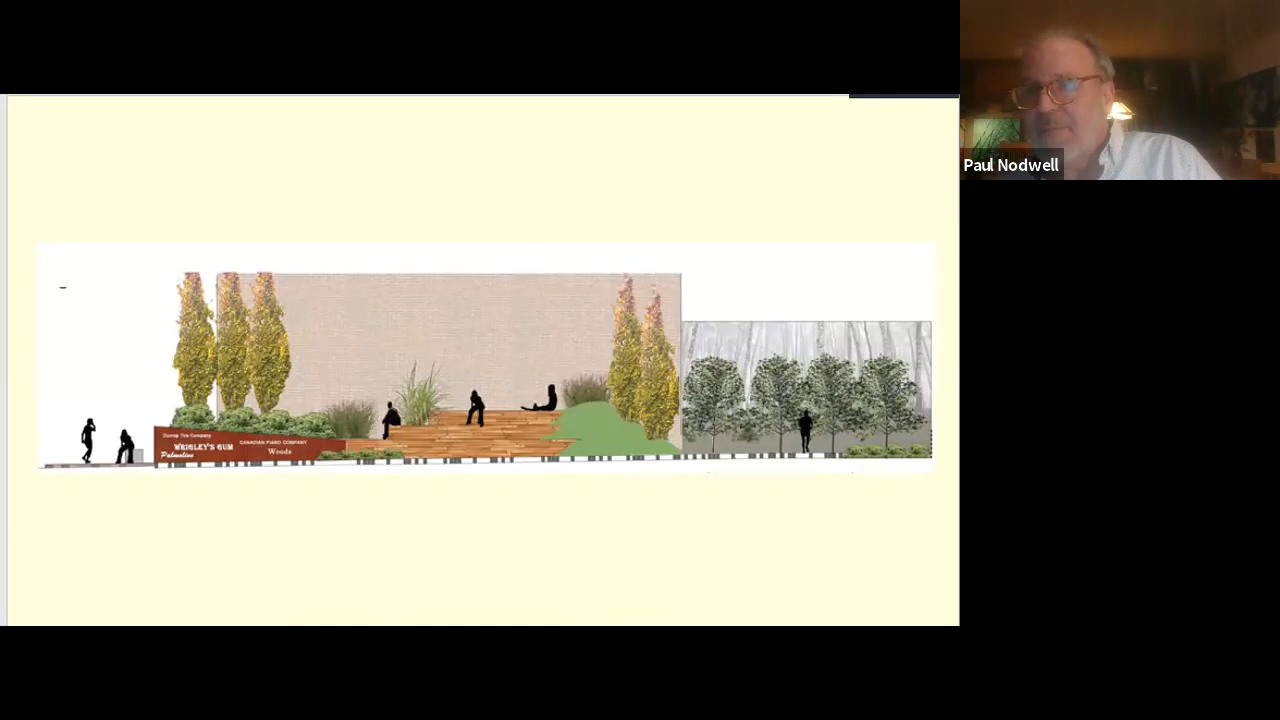 Paul Nodwell
Dunlop Tire Company
CANADIAN PIANO COMPANY
WRIGLEY'S GUM
Woods
Palmolive